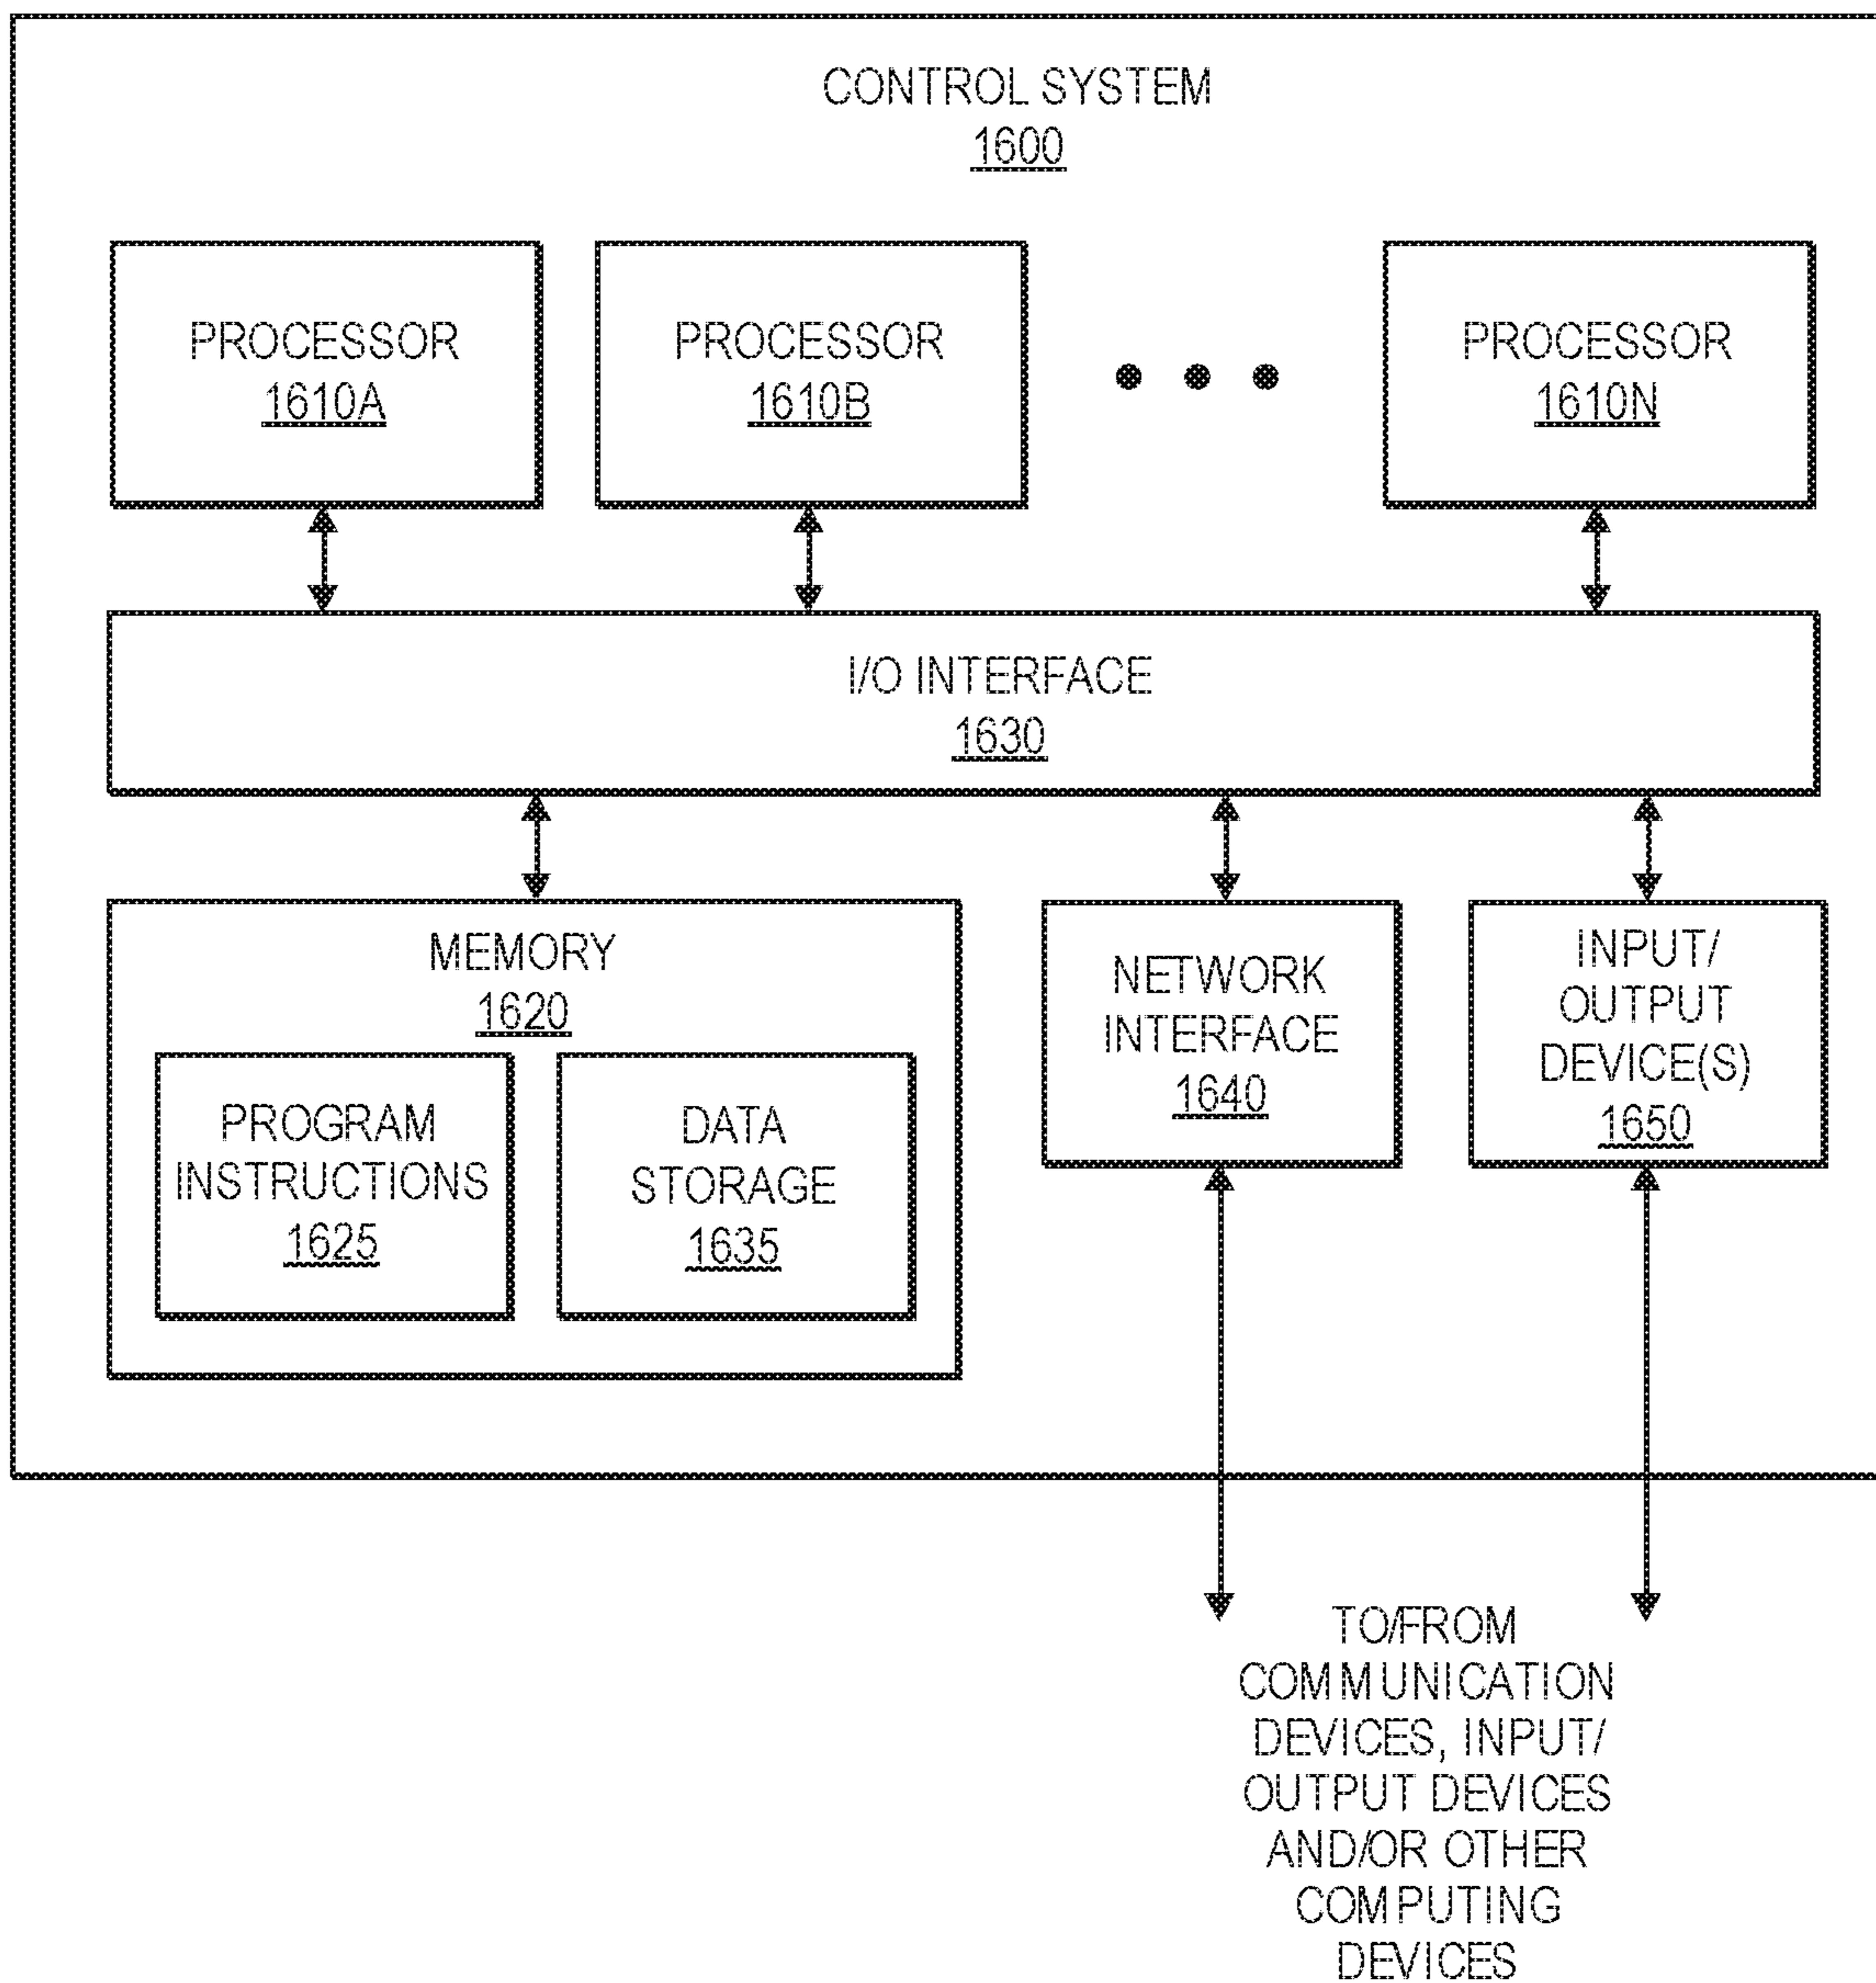 CONTROL SYSTEM
1600
PROCESSOR
1610A
PROCESSOR
1610B
PROCESSOR
1610N
I/O INTERFACE
1630
MEMORY
1620
PROGRAM
INSTRUCTIONS
1625
DATA
STORAGE
1635
NETWORK
INTERFACE
1640
INPUT/
OUTPUT
DEVICE(S)
1650
TO/FROM
COMMUNICATION
DEVICES, INPUT/
OUTPUT DEVICES
AND/OR OTHER
COMPUTING
DEVICES